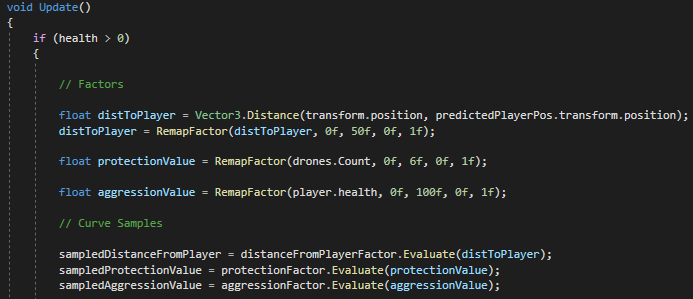 void Update()
{
if (health > 0)
{
// Factors
float distToPlayer = Vector3.Distance(transform.position, predictedPlayerPos.transform.position);
distToPlayer = RemapFactor(distToPlayer, 0f, 50f, 0f, 1f);
float protectionValue = RemapFactor(drones.Count, 0f, 6f, 0f, 1f);
float aggressionValue = RemapFactor(player.health, 0f, 100f, 0f, 1f);
// Curve Samples
sampledDistanceFromPlayer = distanceFromPlayerFactor.Evaluate(distToPlayer);
sampledProtectionValue = protectionFactor.Evaluate(protectionValue);
sampledAggressionValue = aggressionFactor.Evaluate(aggressionValue);